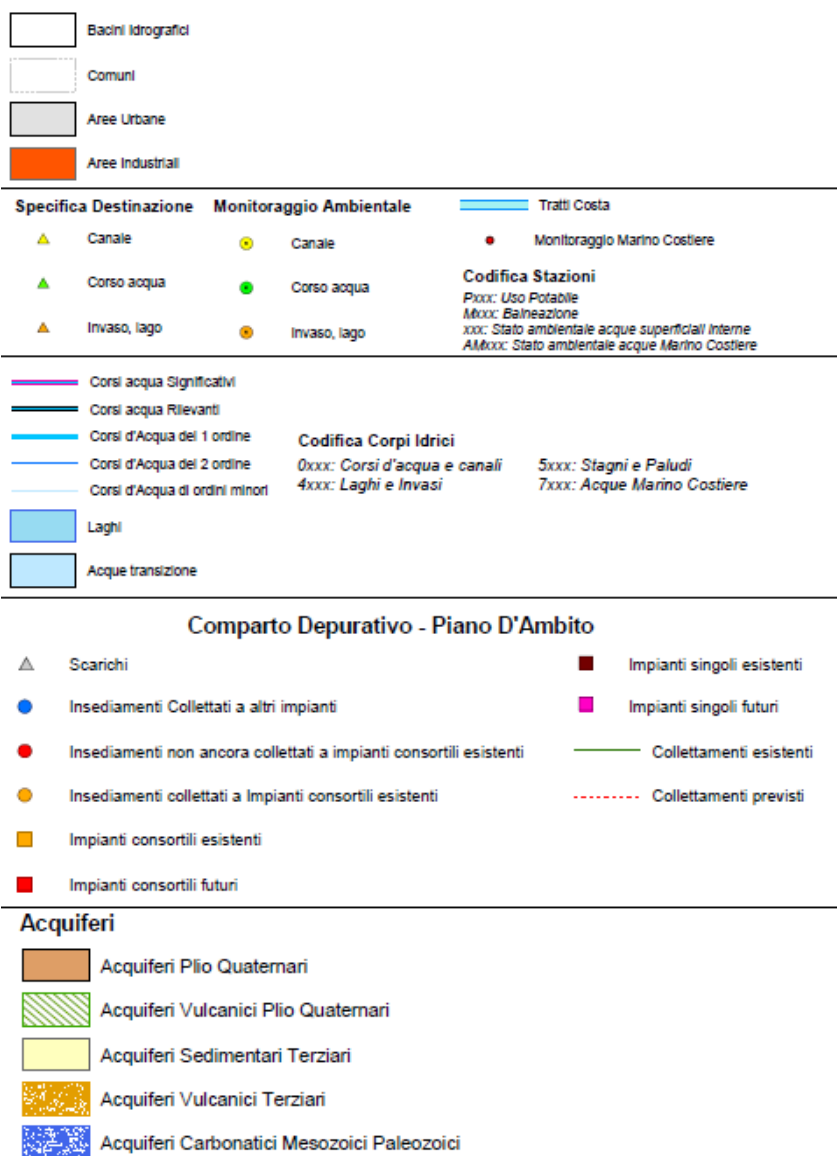 Bacini Idrografici
Comuni
Aree Urbane
Aree Industriali
Specifica Destinazione
Canale
Corso acqua
Invaso, lago
Monitoraggio Ambientale
Canale
Corso acqua
Invaso, lago
Tratti Costa
Monitoraggio Marino Costiere
Codifica Stazioni
Pxxx: Uso Potabile
Mxxx: Balneazione
xxx: Stato ambientale acque superficiali interne
AMxxx: Stato ambientale acque Marino Costiere
Corsi acqua Significativi
Corsi acqua Rilevanti
Corsi d'Acqua del 1 ordine
Corsi d'Acqua del 2 ordine
Corsi d'Acqua di ordini minori
Laghi
Acque transizione
Codifica Corpi Idrici
0xxx: Corsi d'acqua e canali
4xxx: Laghi e Invasi
5xxx: Stagni e Paludi
7xxx: Acque Marino Costiere
Comparto Depurativo - Piano D'Ambito
Scarichi
Insediamenti Collettati a altri impianti
Insediamenti non ancora collettati a impianti consortili esistenti
Insediamenti collettati a Impianti consortili esistenti
Impianti consortili esistenti
Impianti consortili futuri
Impianti singoli esistenti
Impianti singoli futuri
Collettamenti esistenti
Collettamenti previsti
Acquiferi
Acquiferi Plio Quaternari
Acquiferi Vulcanici Plio Quaternari
Acquiferi Sedimentari Terziari
Acquiferi Vulcanici Terziari
Acquiferi Carbonatici Mesozoici Paleozoici